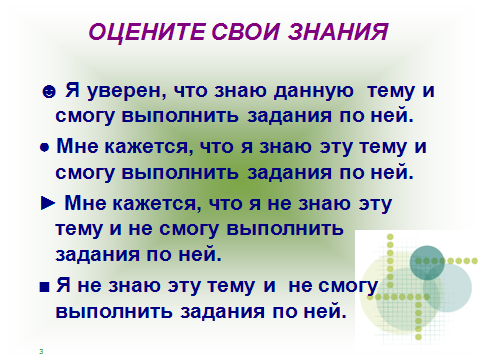 ОЦЕНИТЕ СВОИ ЗНАНИЯ
☻ Я уверен, что знаю данную тему и
смогу выполнить задания по ней.
● Мне кажется, что я знаю эту тему и
смогу выполнить задания по ней.
► Мне кажется, что я не знаю эту
тему и не смогу выполнить
задания по ней.
■ Я не знаю эту тему и не смогу
выполнить задания по ней.
3